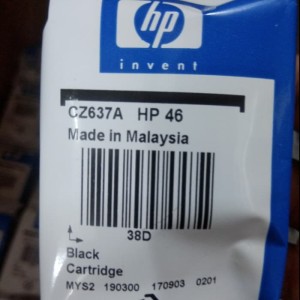 hp
invent
CZ637A HP 46
Made in Malaysia
38D
Black
Cartridge
MYS2 190300 170903 0201